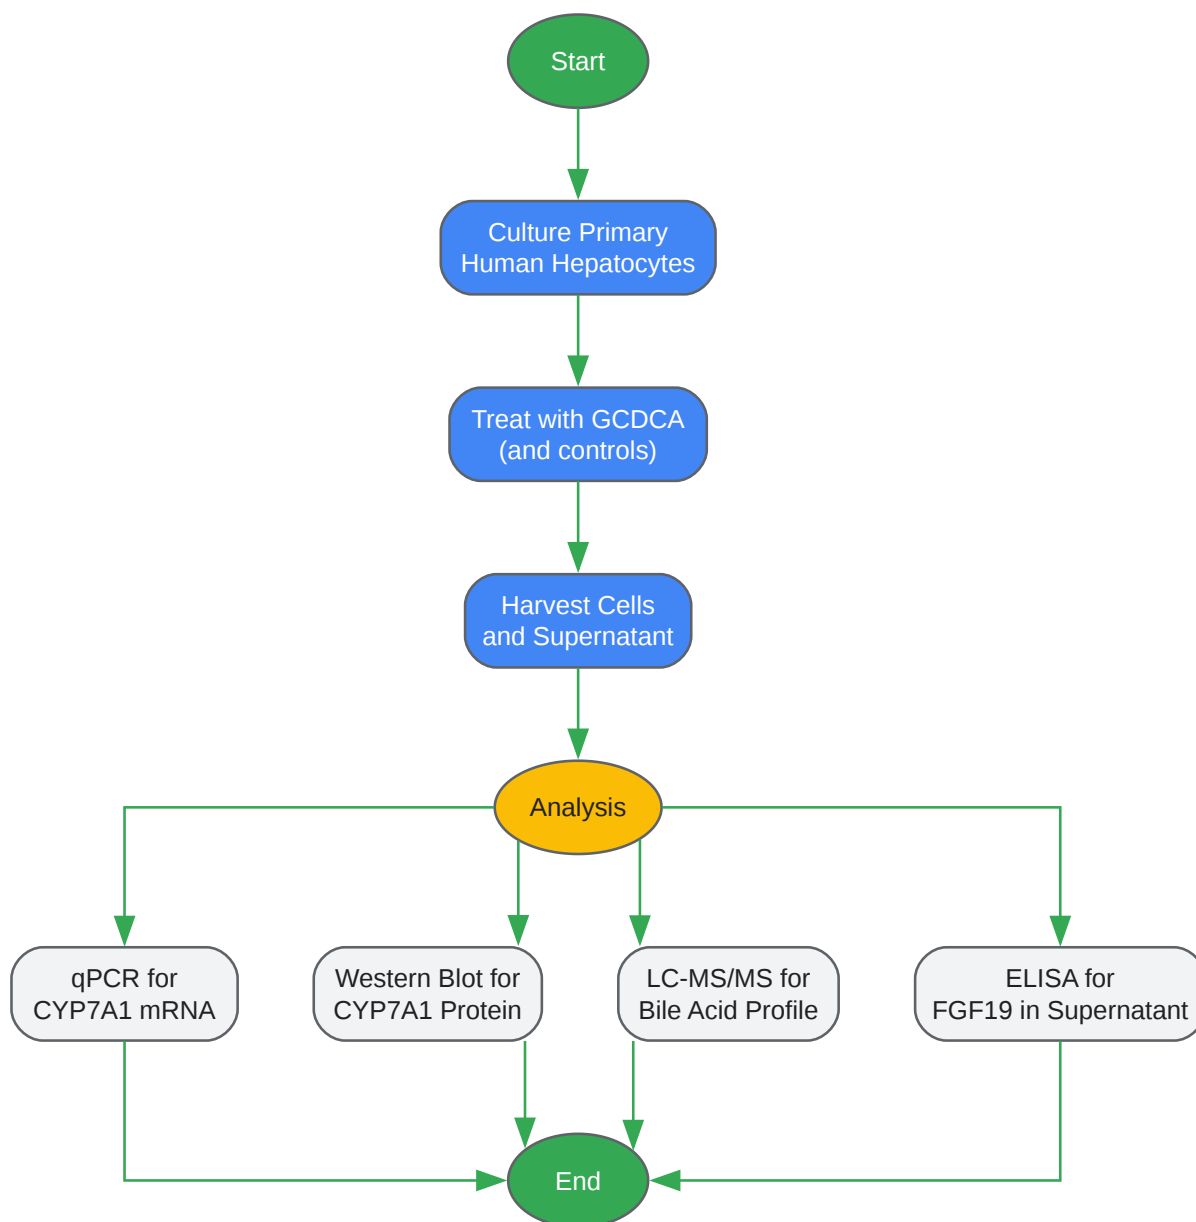 Start
Culture Primary
Human Hepatocytes
Treat with GCDCA
(and controls)
Harvest Cells
and Supernatant
Analysis
qPCR for
CYP7A1 mRNA
Western Blot for
CYP7A1 Protein
LC-MS/MS for
Bile Acid Profile
ELISA for
FGF19 in Supernatant
End